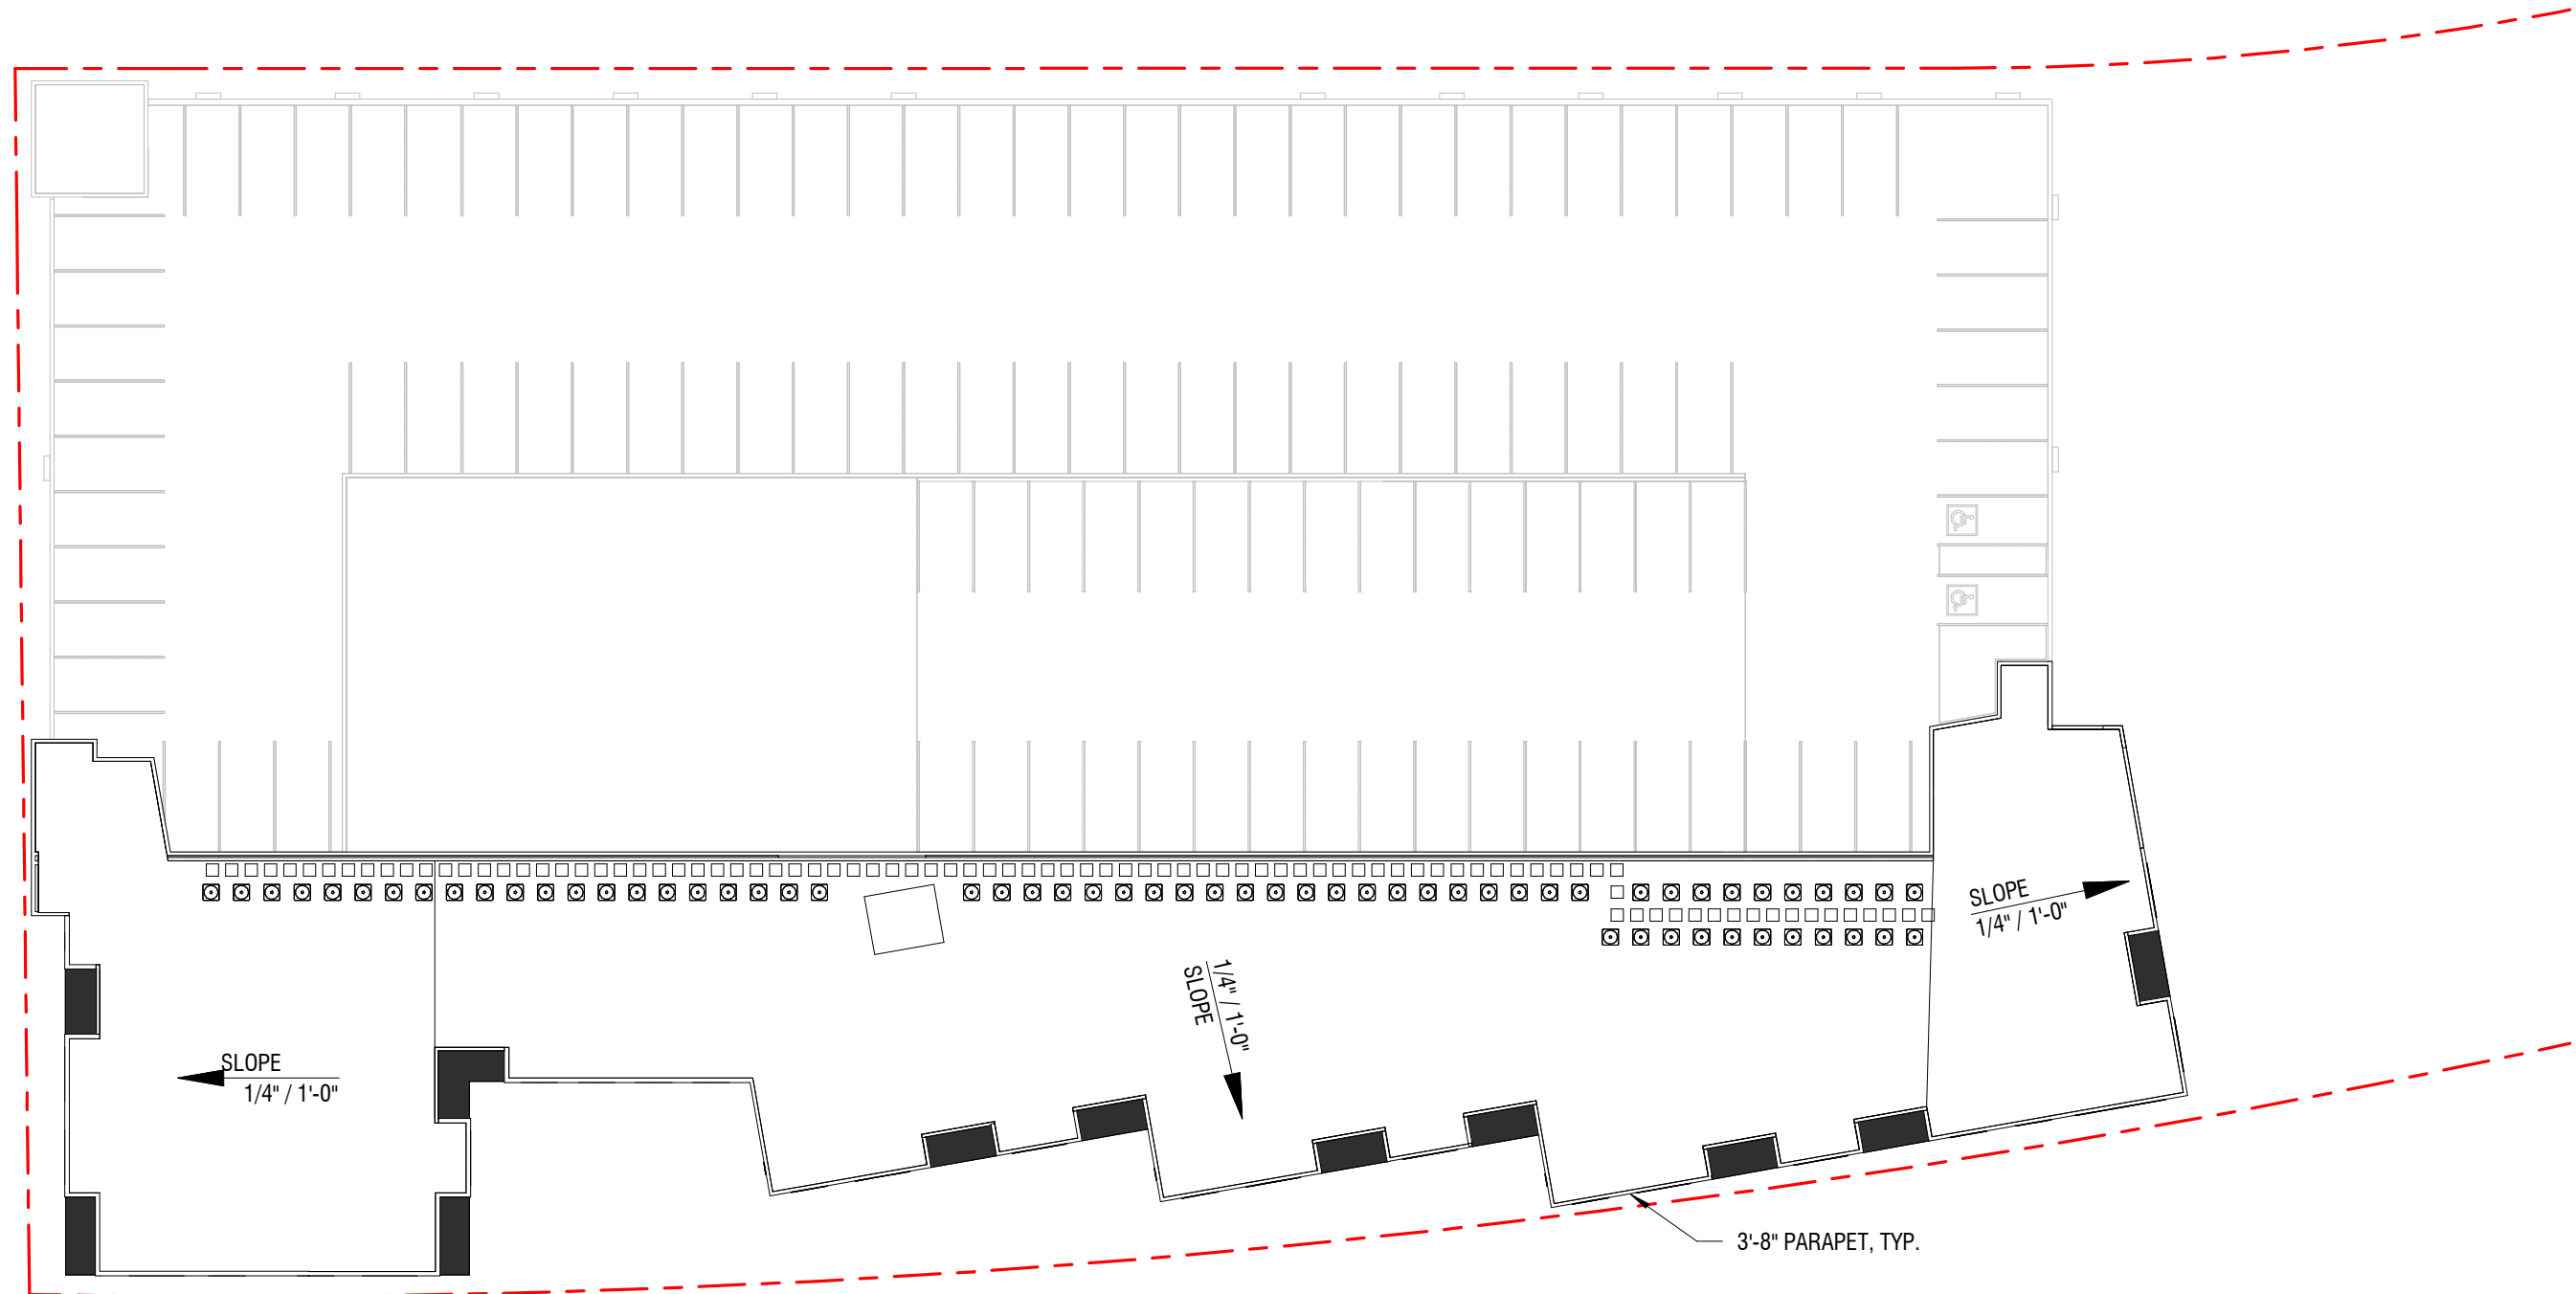 SLOPE
1/4" / 1'-0"
1/4" / 1'-0"
SLOPE
SLOPE
1/4" / 1'-0"
3'-8" PARAPET, TYP.